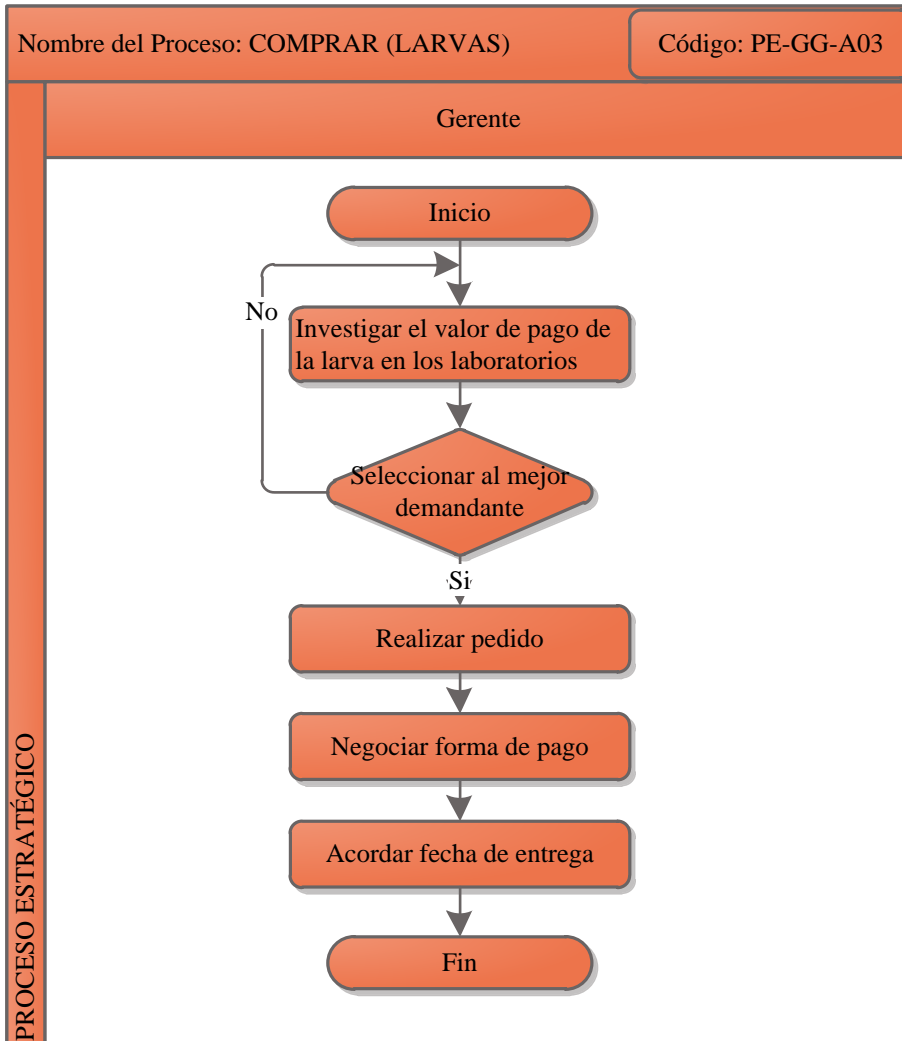 Nombre del Proceso: COMPRAR (LARVAS)
Código: PE-GG-A03
Gerente
PROCESO ESTRATÉGICO
Inicio
No
Investigar el valor de pago de
la larva en los laboratorios
Seleccionar al mejor
demandante
Si
Realizar pedido
Negociar forma de pago
Acordar fecha de entrega
Fin